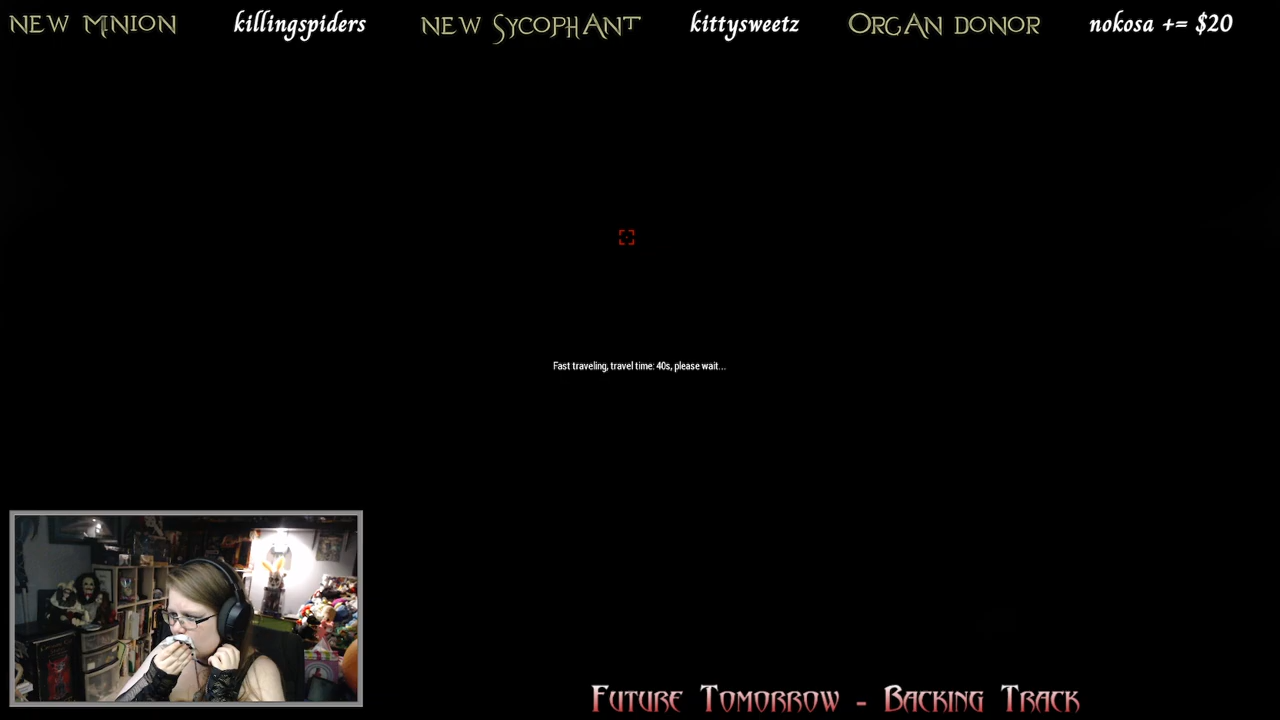 NEW MINION killingspiders NEW SYCOPHANT kittysweetz ORGAN DONOR nokosa += $20
Fast traveling, travel time: 40s, please wait...
Future Tomorrow - Backing Track